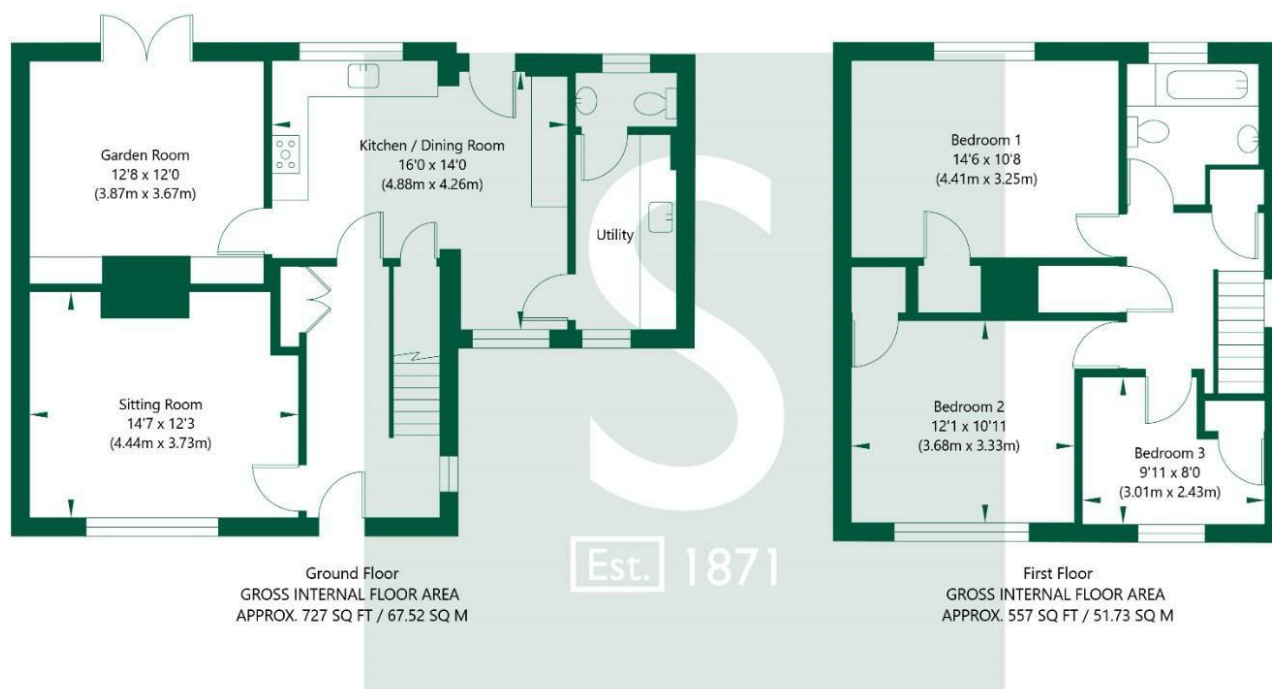 Garden Room
12'8 x 12'0
(3.87m x 3.67m)
Kitchen / Dining Room
16'0 x 14'0
(4.88m x 4.26m)
Utility
Sitting Room
14'7 x 12'3
(4.44m x 3.73m)
Ground Floor
GROSS INTERNAL FLOOR AREA
APPROX. 727 SQ FT / 67.52 SQ M
Bedroom 1
14'6 x 10'8
(4.41m x 3.25m)
Bedroom 2
12'1 x 10'11
(3.68m x 3.33m)
Bedroom 3
9'11 x 8'0
(3.01m x 2.43m)
First Floor
GROSS INTERNAL FLOOR AREA
APPROX. 557 SQ FT / 51.73 SQ M
S
Est. 1871